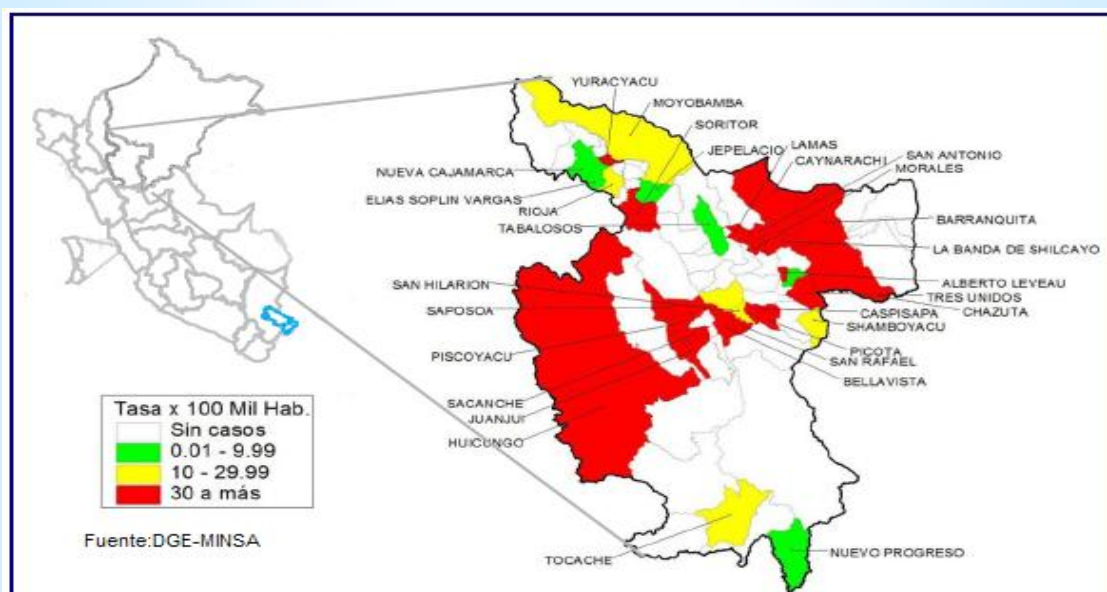 YURACYACU
MOYOBAMBA
SORITOR
JEPELACIO
LAMAS
CAYNARACHI
SAN ANTONIO
MORALES
NUEVA CAJAMARCA
ELIAS SOPLIN VARGAS
RIOJA
TABALOSOS
BARRANQUITA
LA BANDA DE SHILCAYO
ALBERTO LEVEAU
TRES UNIDOS
CHAZUTA
SAN HILARION
SAPOSOA
CASPISAPA
SHAMBOYACU
PISCOYACU
PICOTA
SAN RAFAEL
BELLAVISTA
SACANCHE
JUANJUI
HUICUNGO
Tasa x 100 Mil Hab.
Sin casos
0.01 - 9.99
10 - 29.99
30 a más
Fuente:DGE-MINSA
TOCACHE
NUEVO PROGRESO